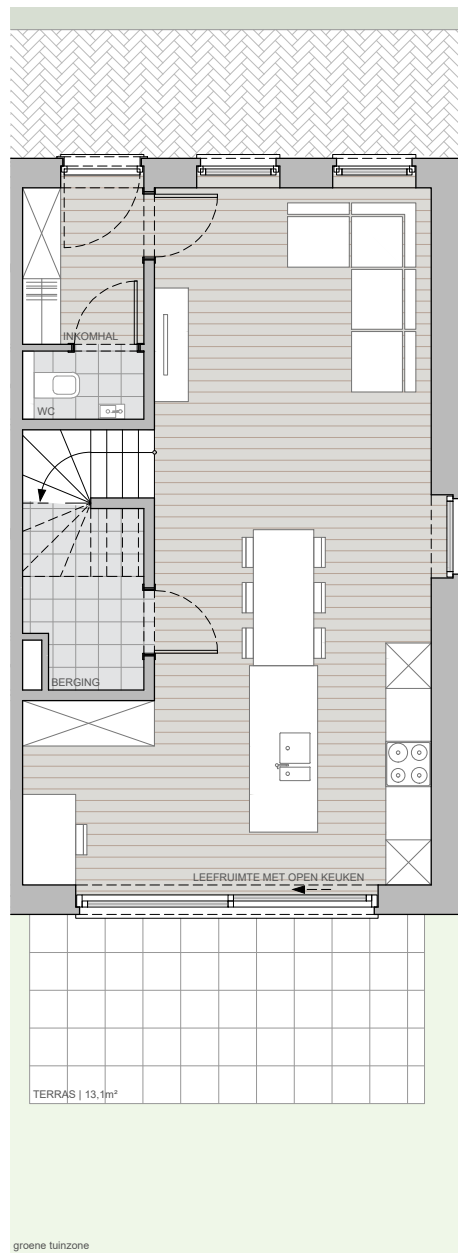 INKOMHAL
WC
BERGING
LEEFRUIMTE MET OPEN KEUKEN
TERRAS | 13,1m²
groene tuinzone